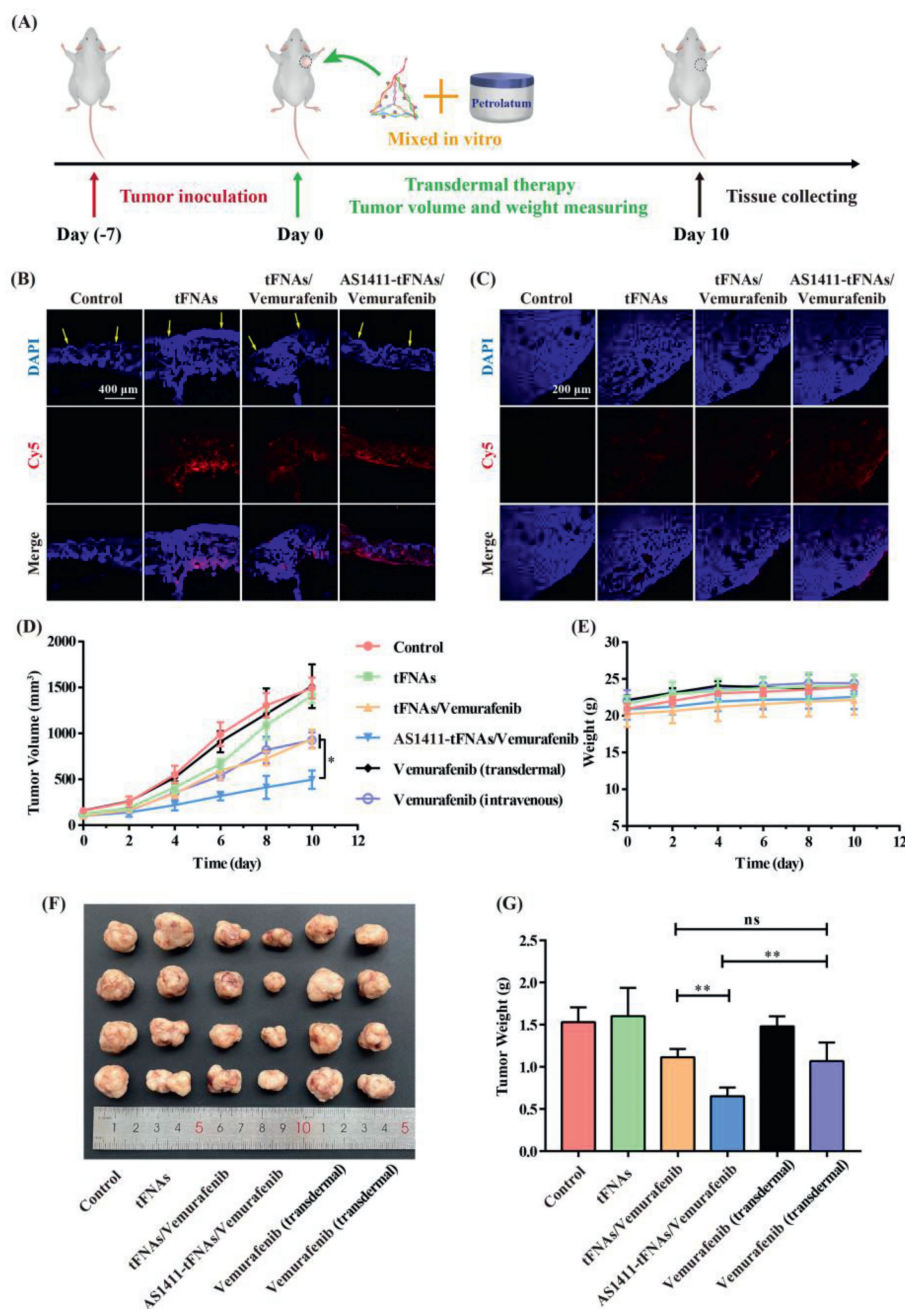 (A)
Petrolatum
Mixed in vitro
Tumor inoculation
Transdermal therapy
Tumor volume and weight measuring
Tissue collecting
Day (-7)
Day 0
Day 10
(B)
Control
tFNAs
tFNAs/
Vemurafenib
AS1411-tFNAs/
Vemurafenib
DAPI
400 μm
Cy5
Merge
(C)
Control
tFNAs
tFNAs/
Vemurafenib
AS1411-tFNAs/
Vemurafenib
DAPI
200 μm
Cy5
Merge
(D)
Tumor Volume (mm³)
2000
1500
1000
500
0
0 2 4 6 8 10 12
Time (day)
*
Control
tFNAs
tFNAs/Vemurafenib
AS1411-tFNAs/Vemurafenib
Vemurafenib (transdermal)
Vemurafenib (intravenous)
(E)
Weight (g)
30
25
20
15
0 2 4 6 8 10 12
Time (day)
(F)
1 2 3 4 5 6 7 8 9 10 1 2 3 4 5
Control
tFNAs
tFNAs/Vemurafenib
AS1411-tFNAs/Vemurafenib
Vemurafenib (transdermal)
Vemurafenib (transdermal)
(G)
Tumor Weight (g)
2.0
1.5
1.0
0.5
0.0
ns
**
**
Control
tFNAs
tFNAs/Vemurafenib
AS1411-tFNAs/Vemurafenib
Vemurafenib (transdermal)
Vemurafenib (transdermal)